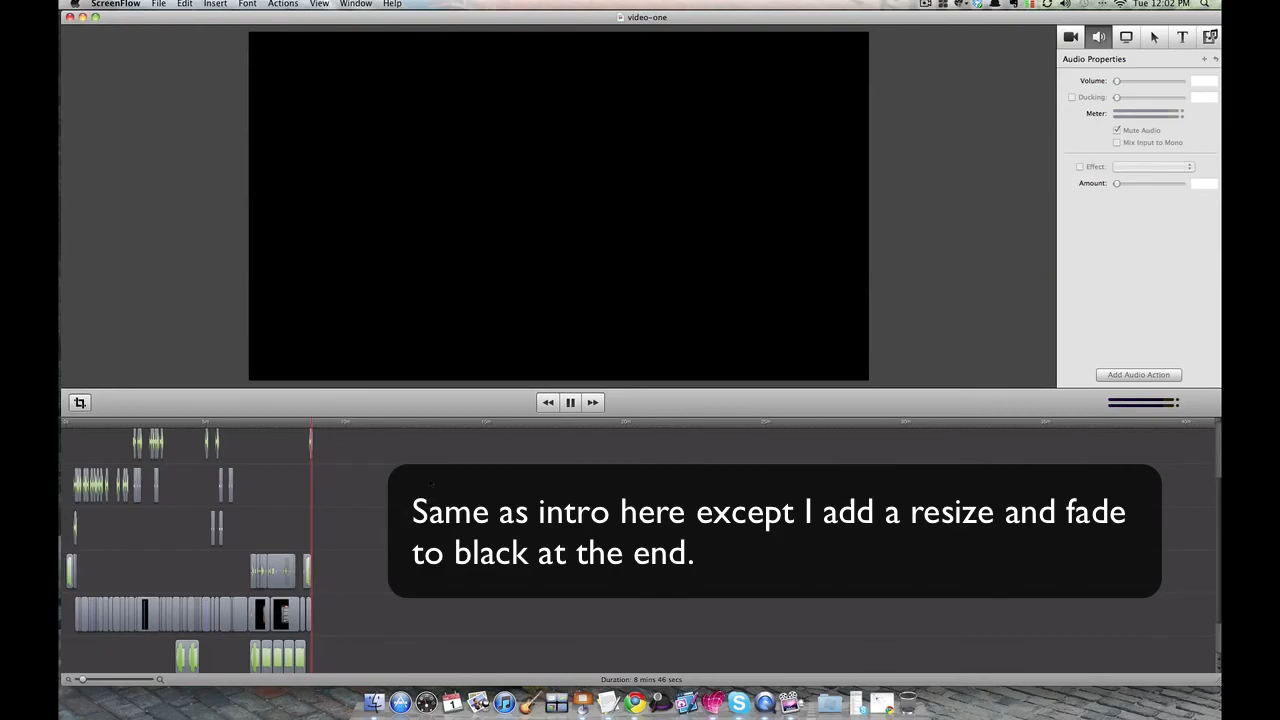 ScreenFlow File Edit Insert Font Actions View Window Help Tue 12:02 PM
video-one
Audio Properties
Volume:
Ducking:
Meter:
Mute Audio
Mix Input to Mono
Effect:
Amount:
Add Audio Action
Same as intro here except I add a resize and fade
to black at the end.
Duration: 8 mins 46 secs